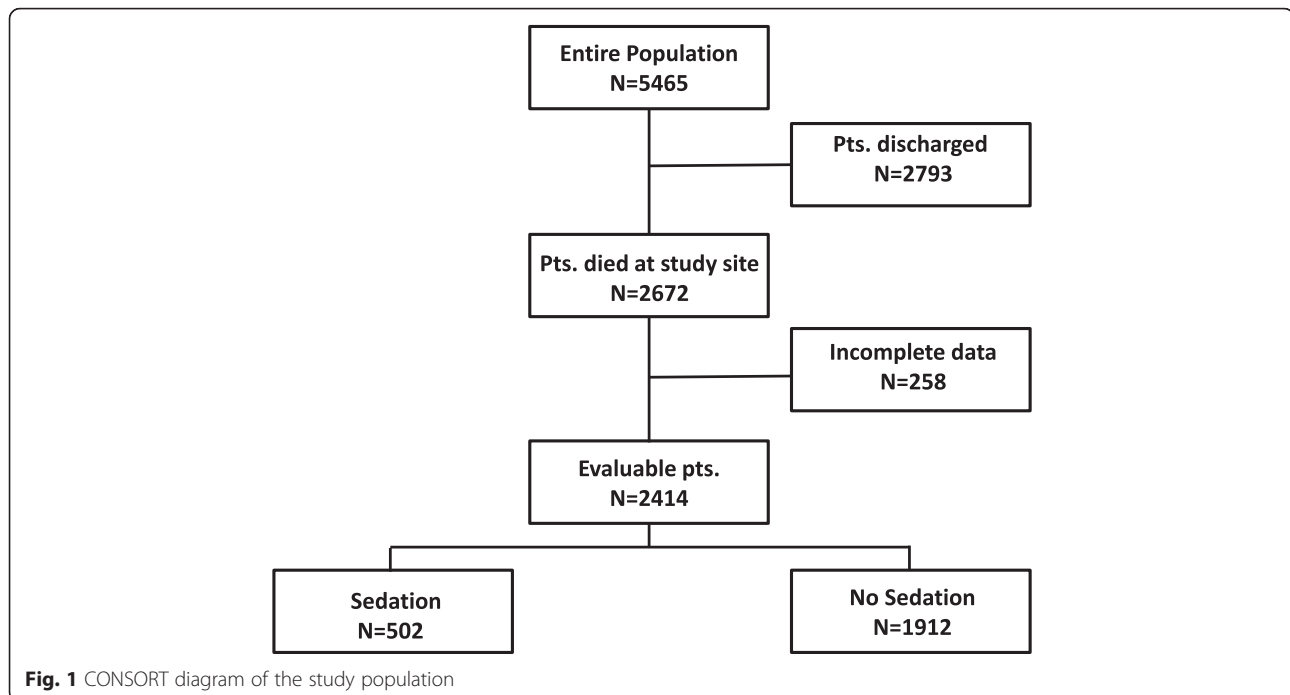 Entire Population
N=5465
Pts. discharged
N=2793
Pts. died at study site
N=2672
Incomplete data
N=258
Evaluable pts.
N=2414
Sedation
N=502
No Sedation
N=1912
Fig. 1 CONSORT diagram of the study population